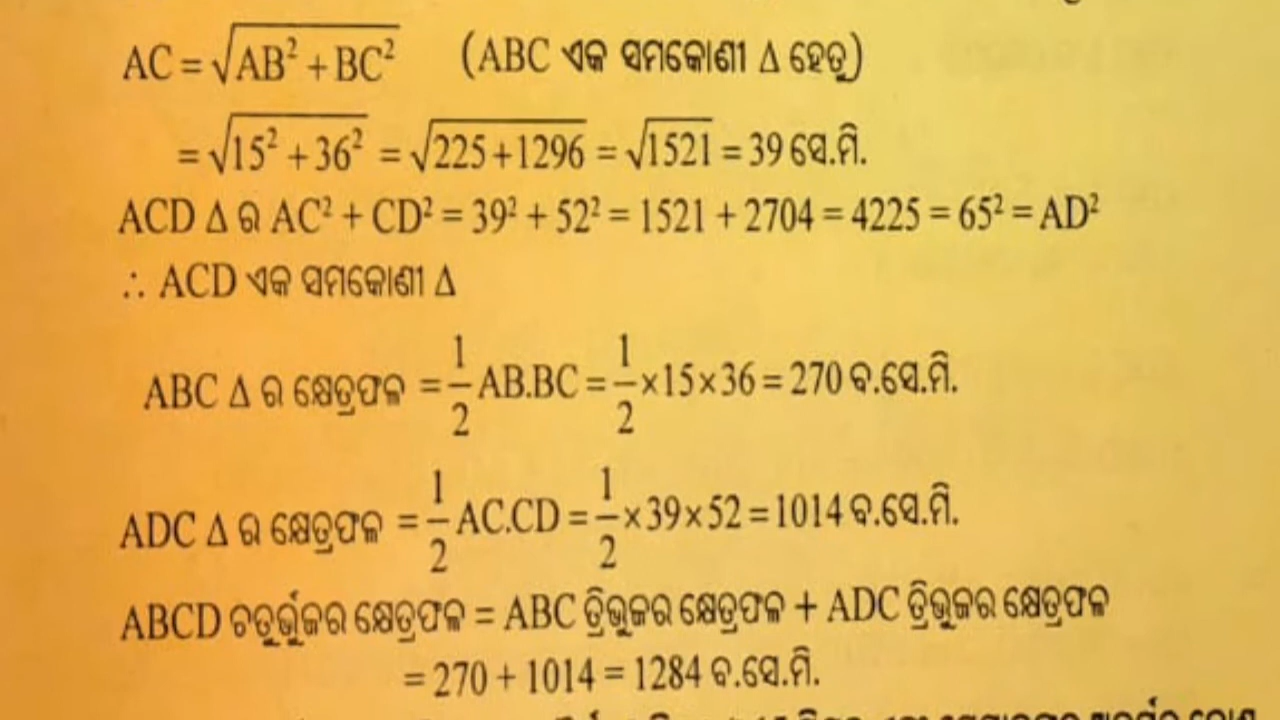 AC = √(AB² + BC²) (ABC ଏକ ସମକୋଣୀ Δ ହେତୁ)
= √(15² + 36²) = √(225+1296) = √1521 = 39 ସେ.ମି.
ACD Δ ର AC² + CD² = 39² + 52² = 1521 + 2704 = 4225 = 65² = AD²
∴ ACD ଏକ ସମକୋଣୀ Δ
ABC Δ ର କ୍ଷେତ୍ରଫଳ = 1/2 AB.BC = 1/2 ×15×36 = 270 ବ.ସେ.ମି.
ADC Δ ର କ୍ଷେତ୍ରଫଳ = 1/2 AC.CD = 1/2 ×39×52 = 1014 ବ.ସେ.ମି.
ABCD ଚତୁର୍ଭୁଜର କ୍ଷେତ୍ରଫଳ = ABC ତ୍ରିଭୁଜର କ୍ଷେତ୍ରଫଳ + ADC ତ୍ରିଭୁଜର କ୍ଷେତ୍ରଫଳ
= 270 + 1014 = 1284 ବ.ସେ.ମି.